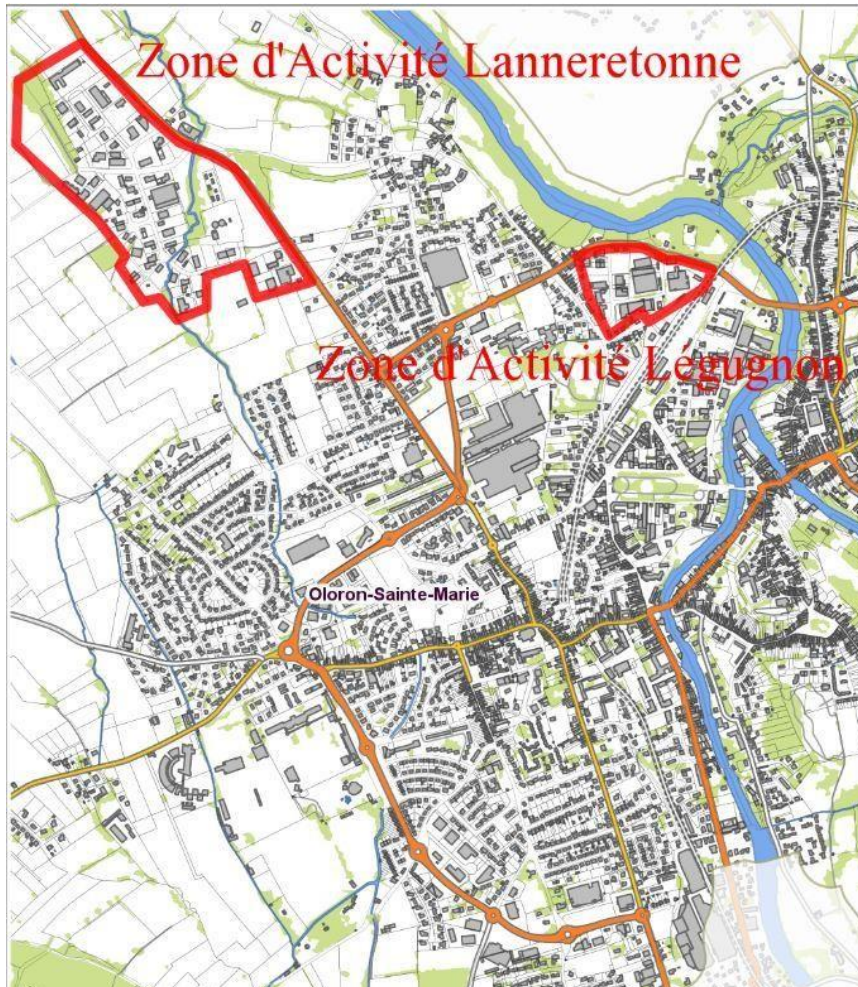 Zone d'Activité Lanneretonne
Zone d'Activité Légugnon
Oloron-Sainte-Marie